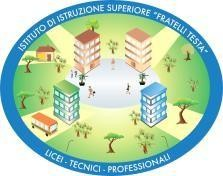 ISTITUTO DI ISTRUZIONE SUPERIORE "FRATELLI TESTA"
LICEI - TECNICI - PROFESSIONALI